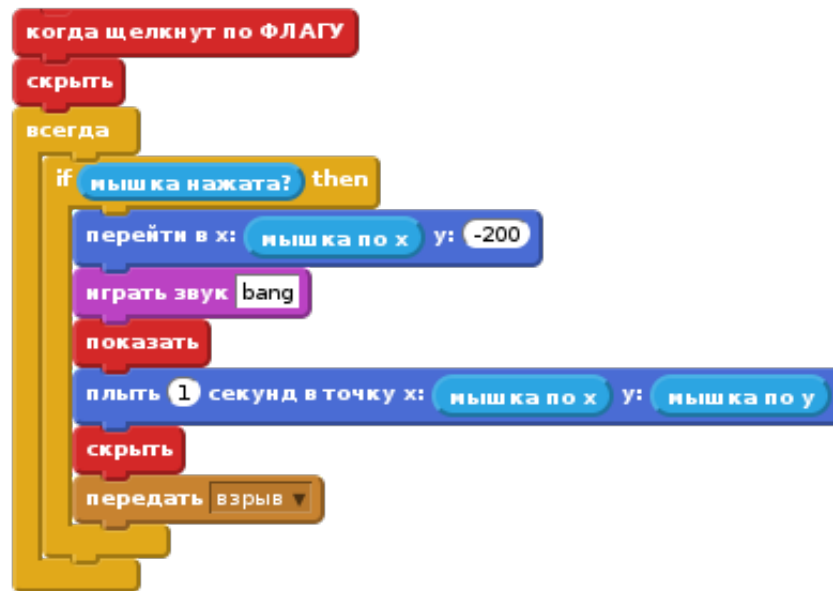 когда щелкнут по ФЛАГУ
скрыть
всегда
if мышка нажата? then
перейти в x: мышка по x y: -200
играть звук bang
показать
плыть 1 секунд в точку x: мышка по x y: мышка по y
скрыть
передать взрыв